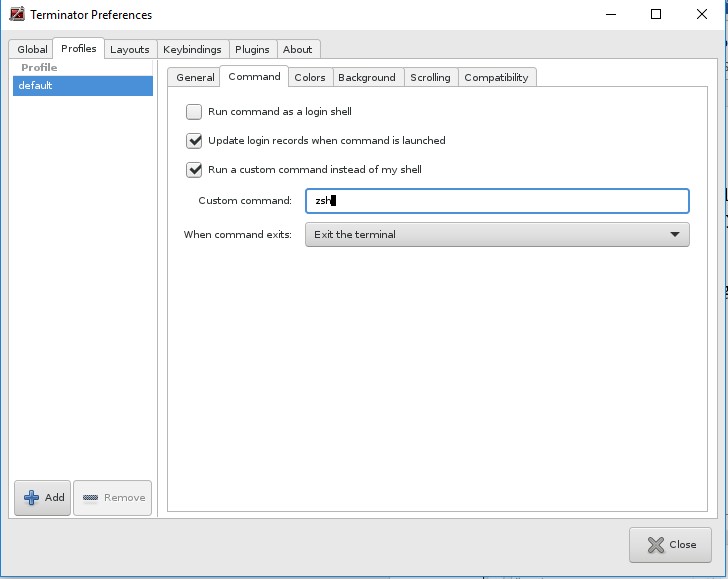 Terminator Preferences
Global Profiles Layouts Keybindings Plugins About
Profile
default
General Command Colors Background Scrolling Compatibility
Run command as a login shell
Update login records when command is launched
Run a custom command instead of my shell
Custom command: zsh
When command exits: Exit the terminal
Add Remove
Close